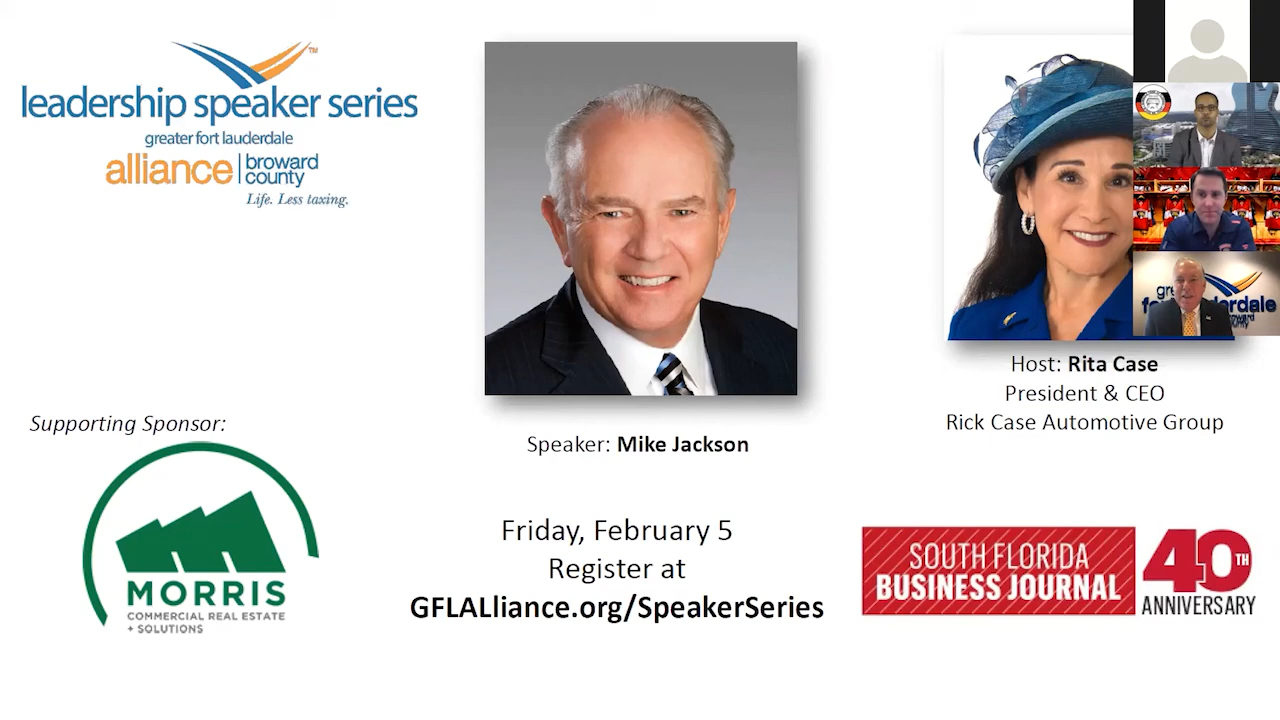 leadership speaker series
TM
greater fort lauderdale
alliance
broward
county
Life. Less taxing.
Supporting Sponsor:
MORRIS
COMMERCIAL REAL ESTATE
+ SOLUTIONS
Speaker: Mike Jackson
Friday, February 5
Register at
GFLALliance.org/SpeakerSeries
Host: Rita Case
President & CEO
Rick Case Automotive Group
SOUTH FLORIDA
BUSINESS JOURNAL
40TH
ANNIVERSARY